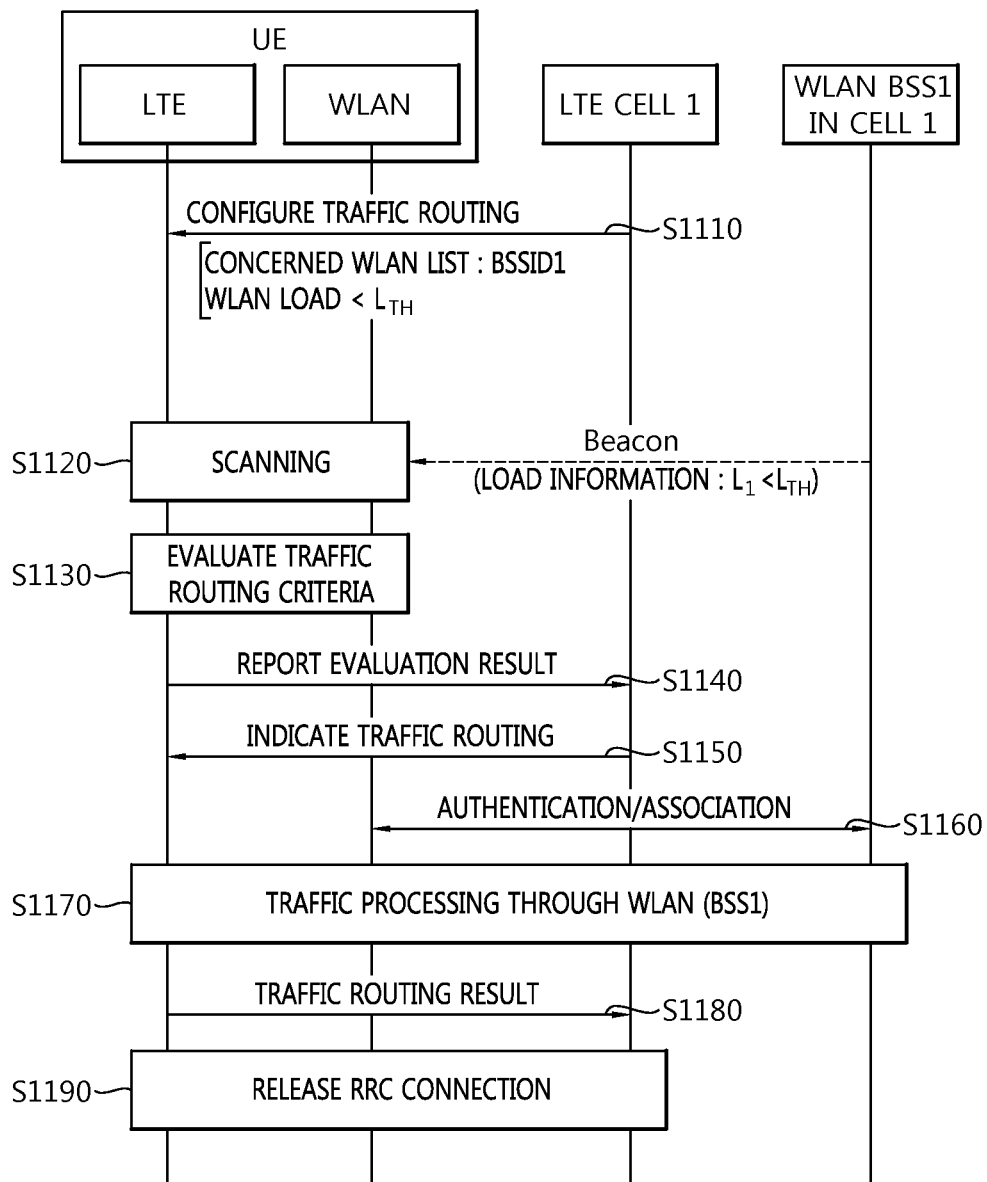 UE
LTE
WLAN
LTE CELL 1
WLAN BSS1
IN CELL 1
CONFIGURE TRAFFIC ROUTING
S1110
CONCERNED WLAN LIST : BSSID1
WLAN LOAD < LTH
S1120
SCANNING
Beacon
(LOAD INFORMATION : L1 <LTH)
S1130
EVALUATE TRAFFIC
ROUTING CRITERIA
REPORT EVALUATION RESULT
S1140
INDICATE TRAFFIC ROUTING
S1150
AUTHENTICATION/ASSOCIATION
S1160
S1170
TRAFFIC PROCESSING THROUGH WLAN (BSS1)
TRAFFIC ROUTING RESULT
S1180
S1190
RELEASE RRC CONNECTION